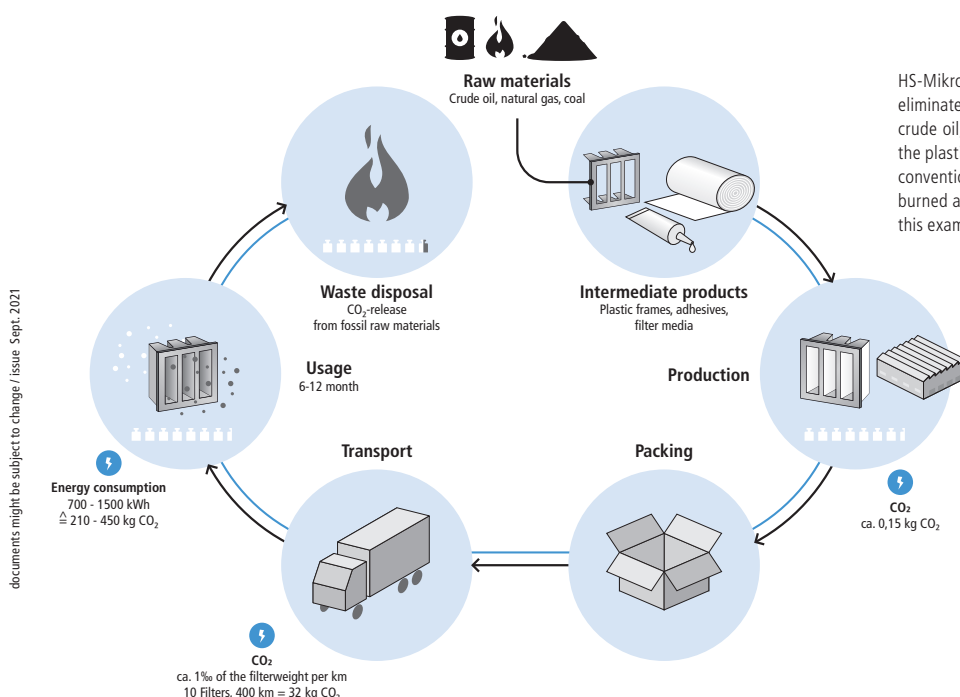 Raw materials
Crude oil, natural gas, coal
HS-Mikro
eliminate
crude oil
the plasti
conventio
burned a
this exam
Waste disposal
CO₂-release
from fossil raw materials
Intermediate products
Plastic frames, adhesives,
filter media
Usage
6-12 month
Production
Transport
Packing
Energy consumption
700 - 1500 kWh
≙ 210 - 450 kg CO₂
CO₂
ca. 0,15 kg CO₂
CO₂
ca. 1‰ of the filterweight per km
10 Filters, 400 km = 32 kg CO₂
documents might be subject to change / issue Sept. 2021